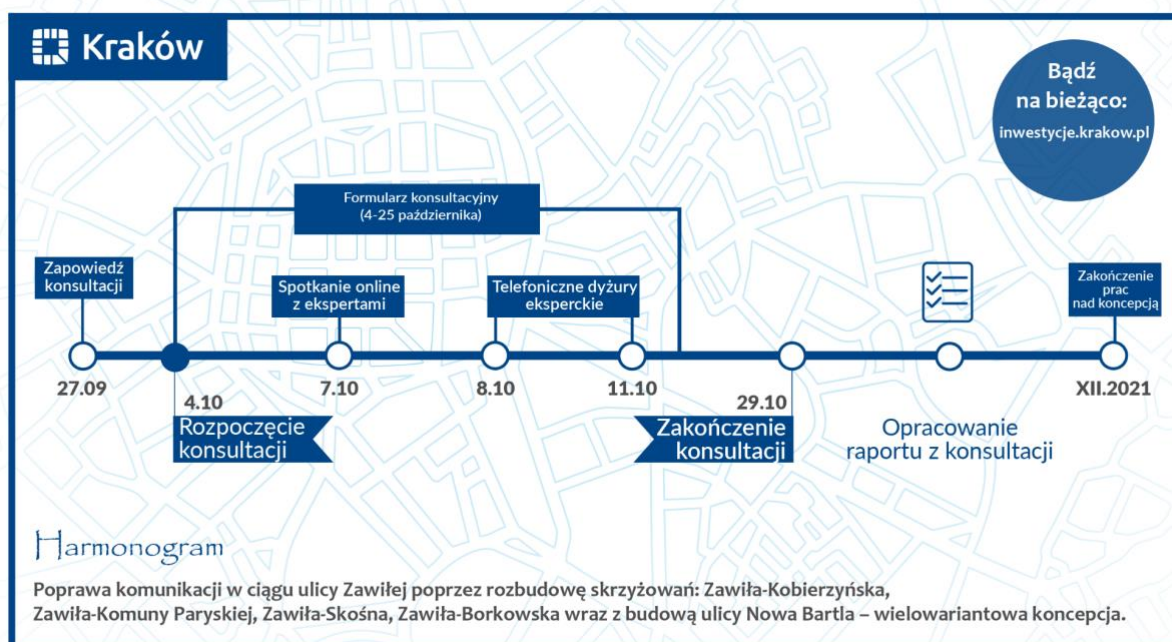 Kraków
Bądź
na bieżąco:
inwestycje.krakow.pl
Formularz konsultacyjny
(4-25 października)
Zapowiedź
konsultacji
Spotkanie online
z ekspertami
Telefoniczne dyżury
eksperckie
Zakończenie
prac
nad koncepcją
27.09
4.10
7.10
8.10
11.10
29.10
XII.2021
Rozpoczęcie
konsultacji
Zakończenie
konsultacji
Opracowanie
raportu z konsultacji
Harmonogram
Poprawa komunikacji w ciągu ulicy Zawiłej poprzez rozbudowę skrzyżowań: Zawiła-Kobierzyńska,
Zawiła-Komuny Paryskiej, Zawiła-Skośna, Zawiła-Borkowska wraz z budową ulicy Nowa Bartla – wielowariantowa koncepcja.